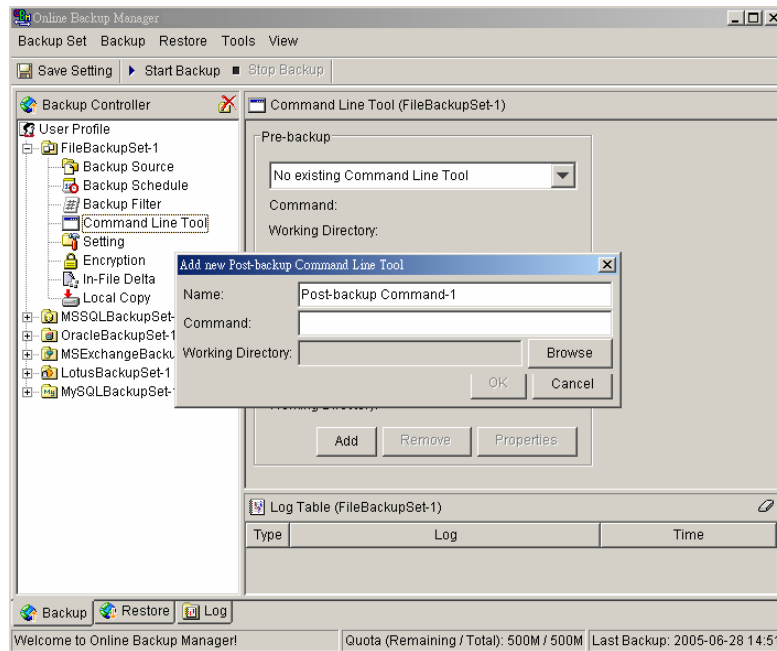 Online Backup Manager
Backup Set Backup Restore Tools View
Save Setting Start Backup Stop Backup
Backup Controller
User Profile
FileBackupSet-1
Backup Source
Backup Schedule
Backup Filter
Command Line Tool
Setting
Encryption
In-File Delta
Local Copy
MSSQLBackupSet-
OracleBackupSet-1
MSExchangeBacku
LotusBackupSet-1
MySQLBackupSet-
Command Line Tool (FileBackupSet-1)
Pre-backup
No existing Command Line Tool
Command:
Working Directory:
Add new Post-backup Command Line Tool
Name: Post-backup Command-1
Command:
Working Directory: Browse
OK Cancel
Working Directory:
Add Remove Properties
Log Table (FileBackupSet-1)
Type Log Time
Backup Restore Log
Welcome to Online Backup Manager! Quota (Remaining / Total): 500M / 500M Last Backup: 2005-06-28 14:51